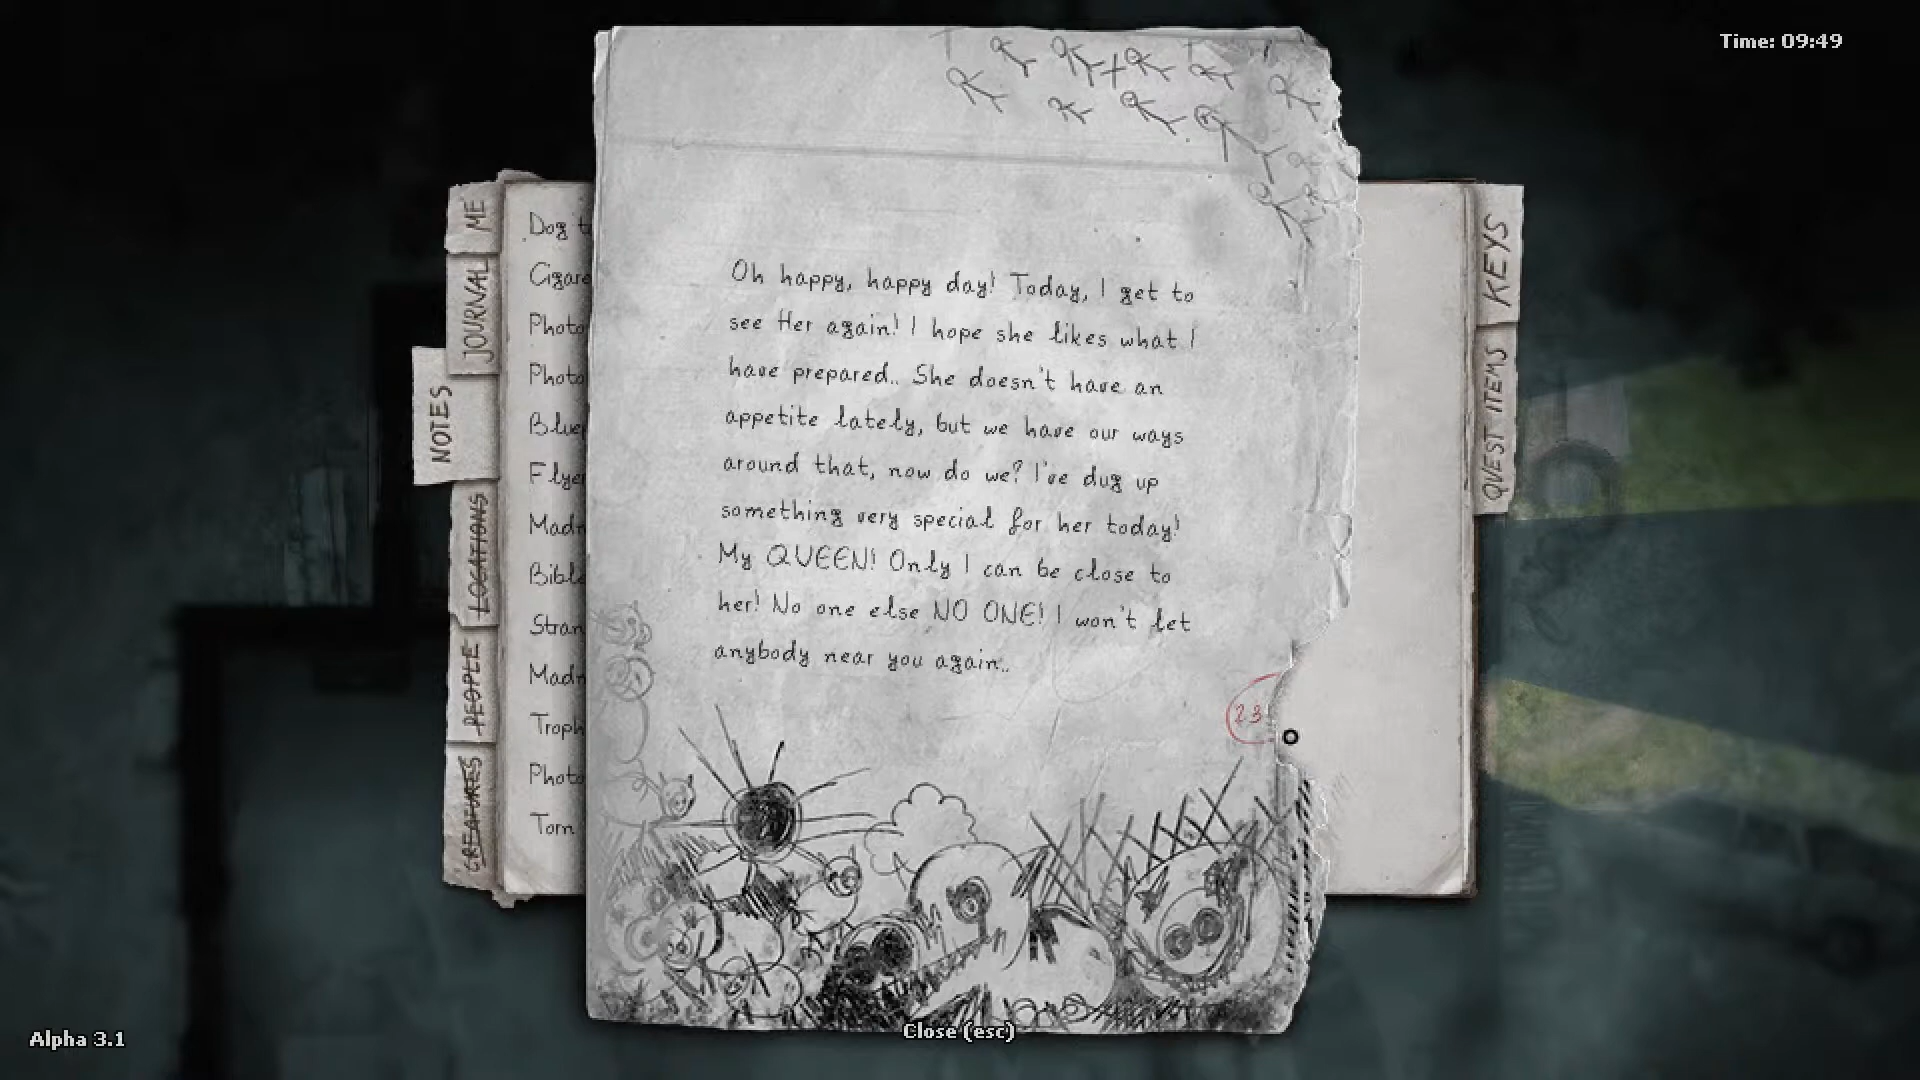 Time: 09:49
ME
JOURNAL
NOTES
LOCATIONS
PEOPLE
CREATURES
Dog
Cigare
Photo
Photo
Bluep
Flyer
Madn
Bible
Stran
Madn
Troph
Photo
Torn
Oh happy, happy day! Today, I get to
see Her again! I hope she likes what I
have prepared.. She doesn't have an
appetite lately, but we have our ways
around that, now do we? I've dug up
something very special for her today!
My QUEEN! Only I can be close to
her! No one else NO ONE! I won't let
anybody near you again..
23
KEYS
QUEST ITEMS
Close (esc)
Alpha 3.1